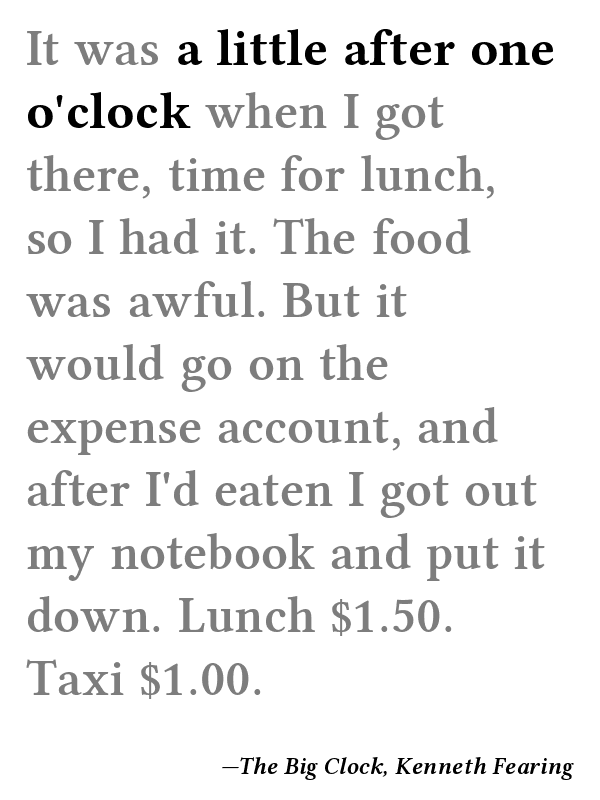 It was a little after one
o'clock when I got
there, time for lunch,
so I had it. The food
was awful. But it
would go on the
expense account, and
after I'd eaten I got out
my notebook and put it
down. Lunch $1.50.
Taxi $1.00.
—The Big Clock, Kenneth Fearing